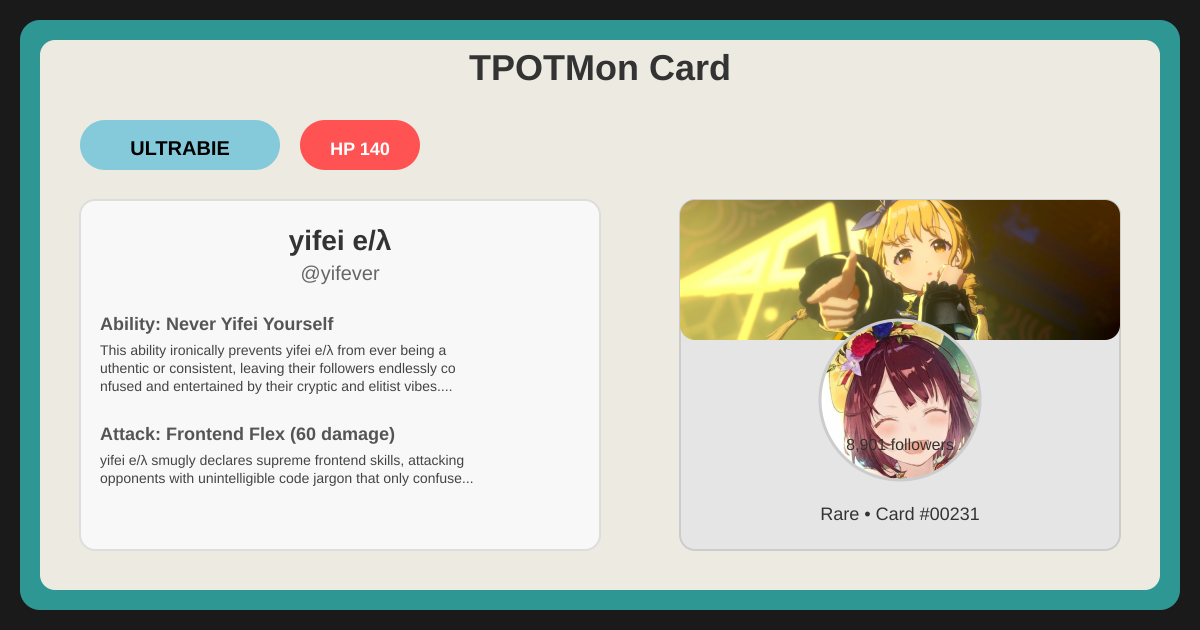 TPOTMon Card
ULTRABIE
HP 140
yifei e/λ
@yifever
Ability: Never Yifei Yourself
This ability ironically prevents yifei e/λ from ever being a
uthentic or consistent, leaving their followers endlessly co
nfused and entertained by their cryptic and elitist vibes....
Attack: Frontend Flex (60 damage)
yifei e/λ smugly declares supreme frontend skills, attacking
opponents with unintelligible code jargon that only confuse...
8,901 followers
Rare • Card #00231